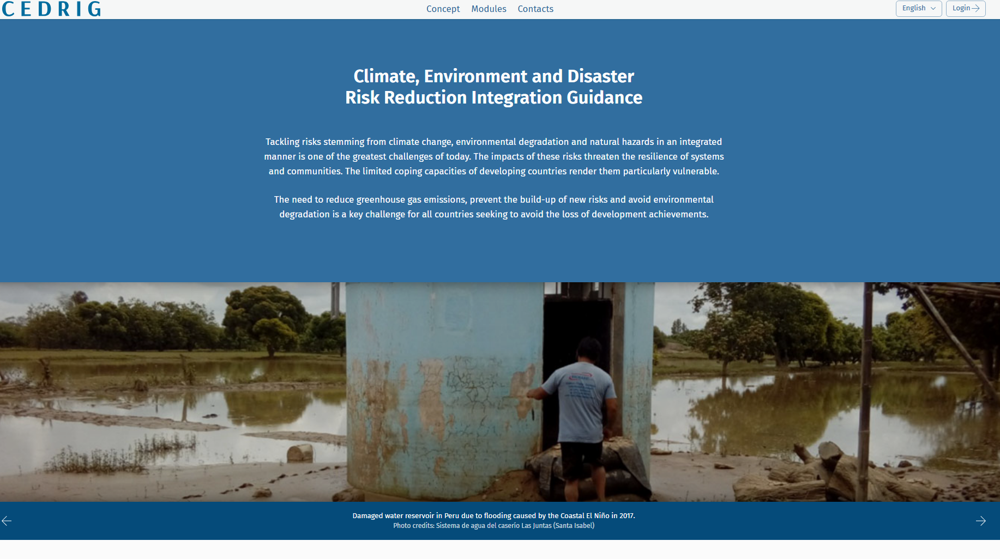 CEDRIG
Concept Modules Contacts
English
Login
Climate, Environment and Disaster
Risk Reduction Integration Guidance
Tackling risks stemming from climate change, environmental degradation and natural hazards in an integrated
manner is one of the greatest challenges of today. The impacts of these risks threaten the resilience of systems
and communities. The limited coping capacities of developing countries render them particularly vulnerable.
The need to reduce greenhouse gas emissions, prevent the build-up of new risks and avoid environmental
degradation is a key challenge for all countries seeking to avoid the loss of development achievements.
Damaged water reservoir in Peru due to flooding caused by the Coastal El Niño in 2017.
Photo credits: Sistema de agua del caserío Las Juntas (Santa Isabel)